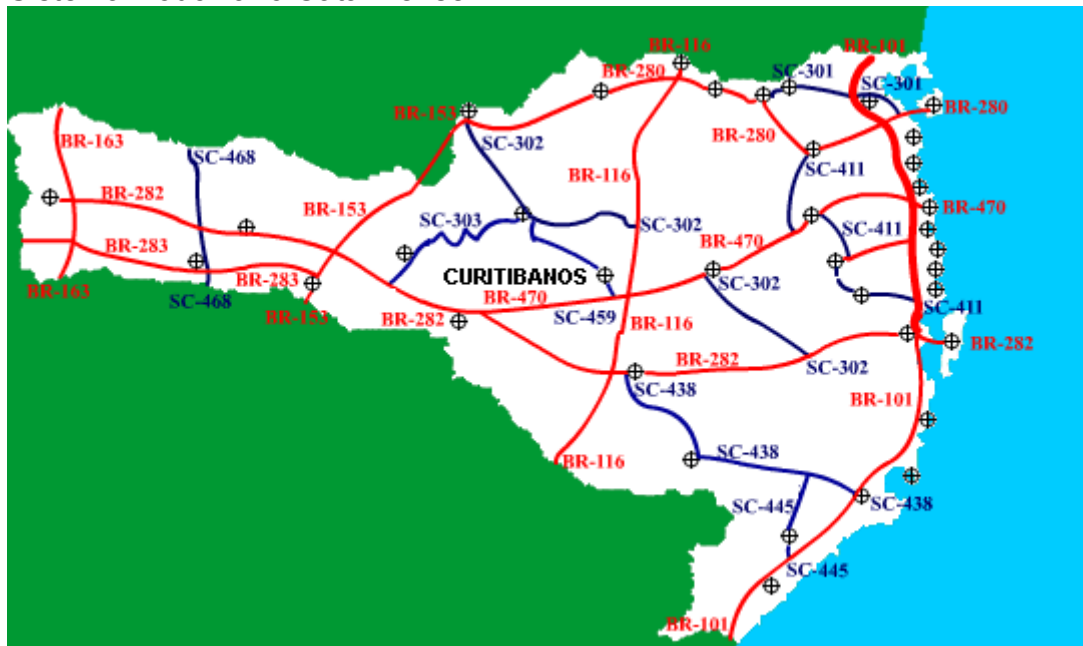 BR-116
BR-101
BR-280
SC-301
SC-301
BR-153
BR-280
BR-163
SC-302
BR-280
SC-468
SC-411
BR-282
BR-116
BR-153
SC-303
SC-302
BR-470
SC-411
BR-283
BR-470
BR-283
CURITIBANOS
SC-302
BR-163
SC-468
BR-470
SC-411
BR-153
BR-282
SC-459
BR-116
BR-282
BR-282
SC-302
SC-438
BR-101
SC-438
BR-116
SC-445
SC-438
SC-445
BR-101